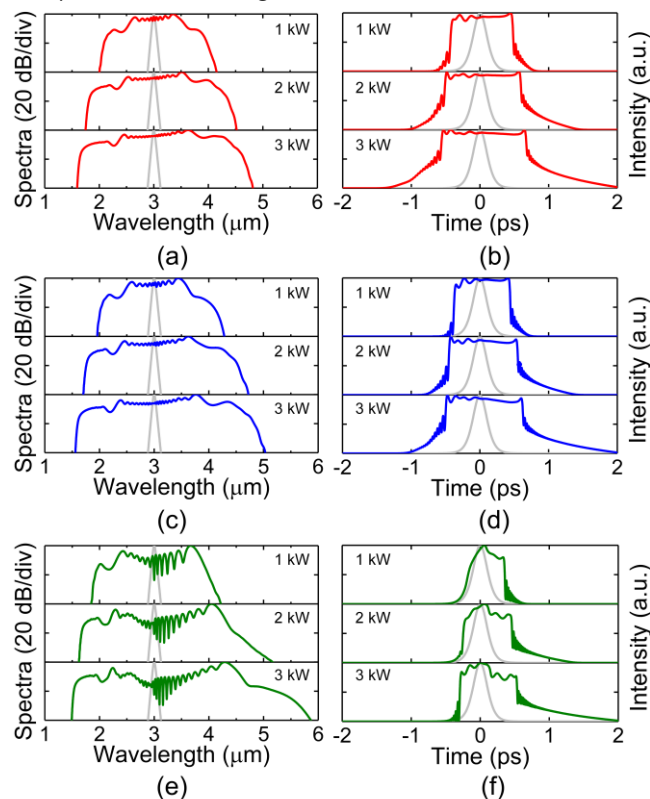 1 kW
2 kW
3 kW
Spectra (20 dB/div)
1 2 3 4 5 6
Wavelength (μm)
(a)
1 kW
2 kW
3 kW
Intensity (a.u.)
-2 -1 0 1 2
Time (ps)
(b)
1 kW
2 kW
3 kW
Spectra (20 dB/div)
1 2 3 4 5 6
Wavelength (μm)
(c)
1 kW
2 kW
3 kW
Intensity (a.u.)
-2 -1 0 1 2
Time (ps)
(d)
1 kW
2 kW
3 kW
Spectra (20 dB/div)
1 2 3 4 5 6
Wavelength (μm)
(e)
1 kW
2 kW
3 kW
Intensity (a.u.)
-2 -1 0 1 2
Time (ps)
(f)